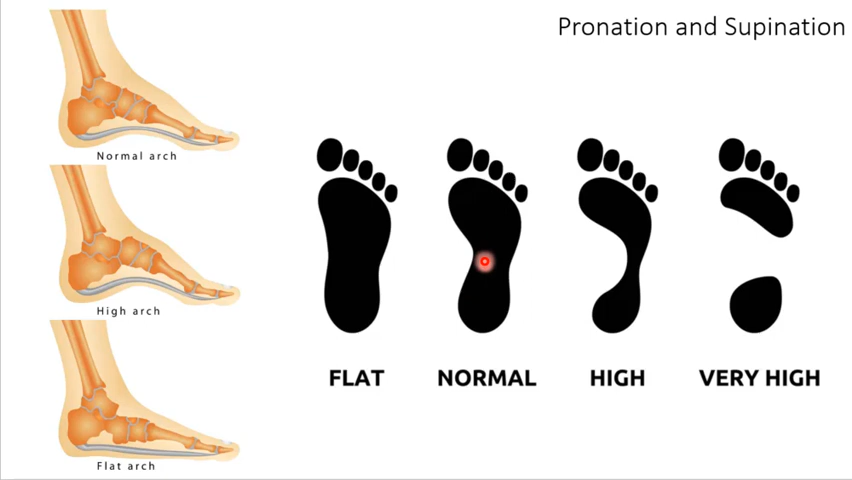 Pronation and Supination
Normal arch
High arch
Flat arch
FLAT
NORMAL
HIGH
VERY HIGH